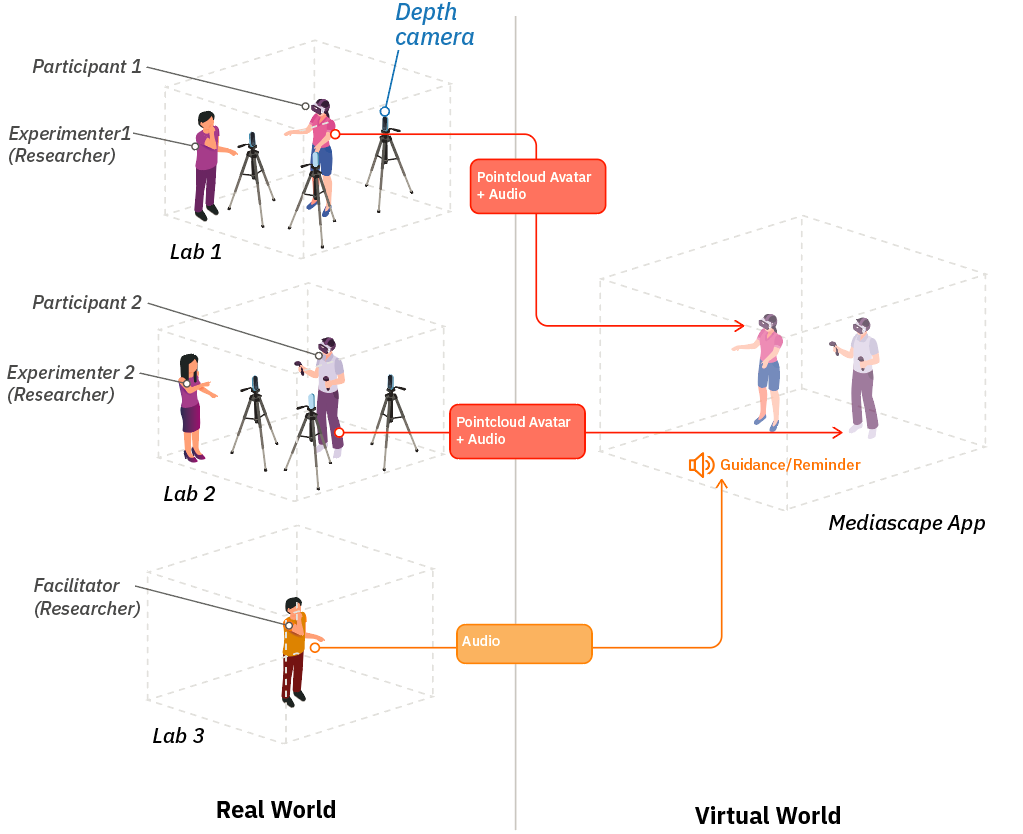 Depth
camera
Participant 1
Experimenter1
(Researcher)
Pointcloud Avatar
+ Audio
Lab 1
Participant 2
Experimenter 2
(Researcher)
Pointcloud Avatar
+ Audio
Guidance/Reminder
Lab 2
Mediascape App
Facilitator
(Researcher)
Audio
Lab 3
Real World
Virtual World